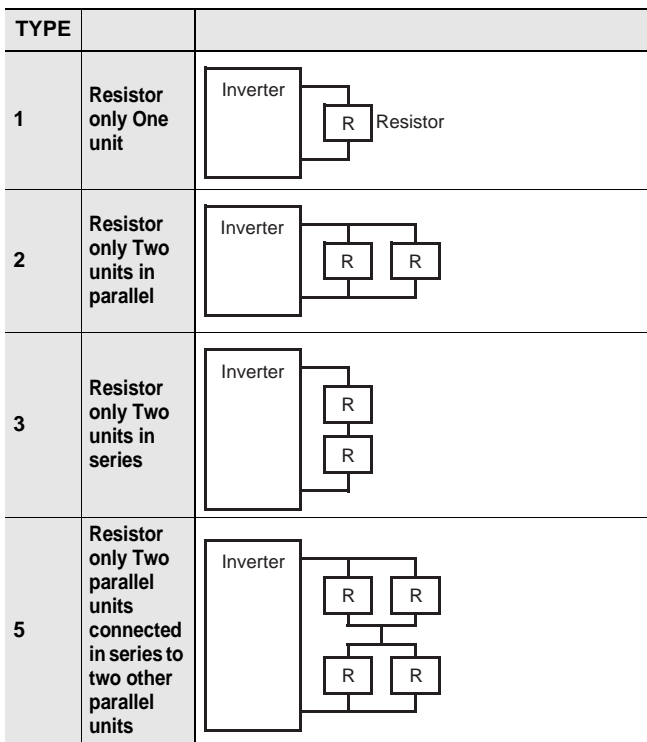 TYPE
1
Resistor
only One
unit
Inverter
R
Resistor
2
Resistor
only Two
units in
parallel
Inverter
R
R
3
Resistor
only Two
units in
series
Inverter
R
R
5
Resistor
only Two
parallel
units
connected
in series to
two other
parallel
units
Inverter
R
R
R
R